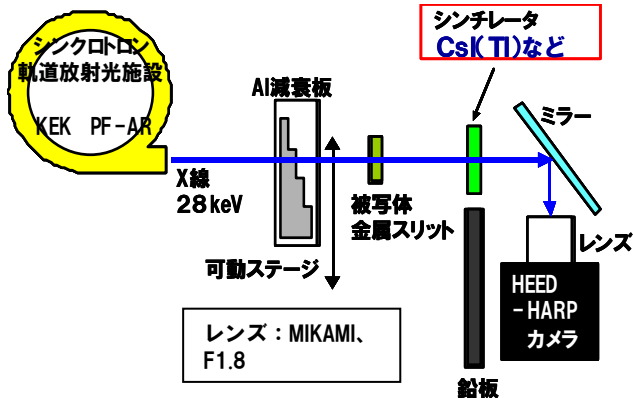 シンクロトロン
軌道放射光施設
KEK PF-AR
シンチレータ
CsI(Tl)など
Al減衰板
ミラー
X線
28keV
被写体
金属スリット
レンズ
可動ステージ
HEED
-HARP
カメラ
レンズ：MIKAMI、
F1.8
鉛板